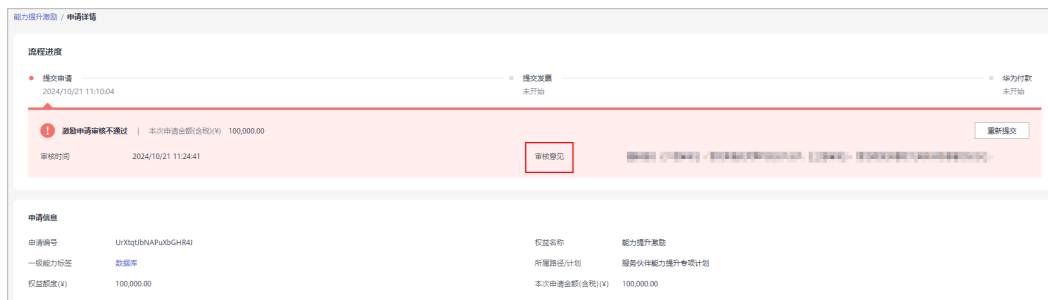 能力提升激励 / 申请详情
流程进度
提交申请 提交发票 华为付款
2024/10/21 11:10:04 未开始 未开始
激励申请审核不通过 | 本次申请金额(含税)(¥) 100,000.00 重新提交
审核时间 2024/10/21 11:24:41 审核意见
申请信息
申请编号 UrXtqtJbNAPuXbGHR4J 权益名称 能力提升激励
一级能力标签 数据库 所属路径/计划 服务伙伴能力提升专项计划
权益额度(¥) 100,000.00 本次申请金额(含税)(¥) 100,000.00